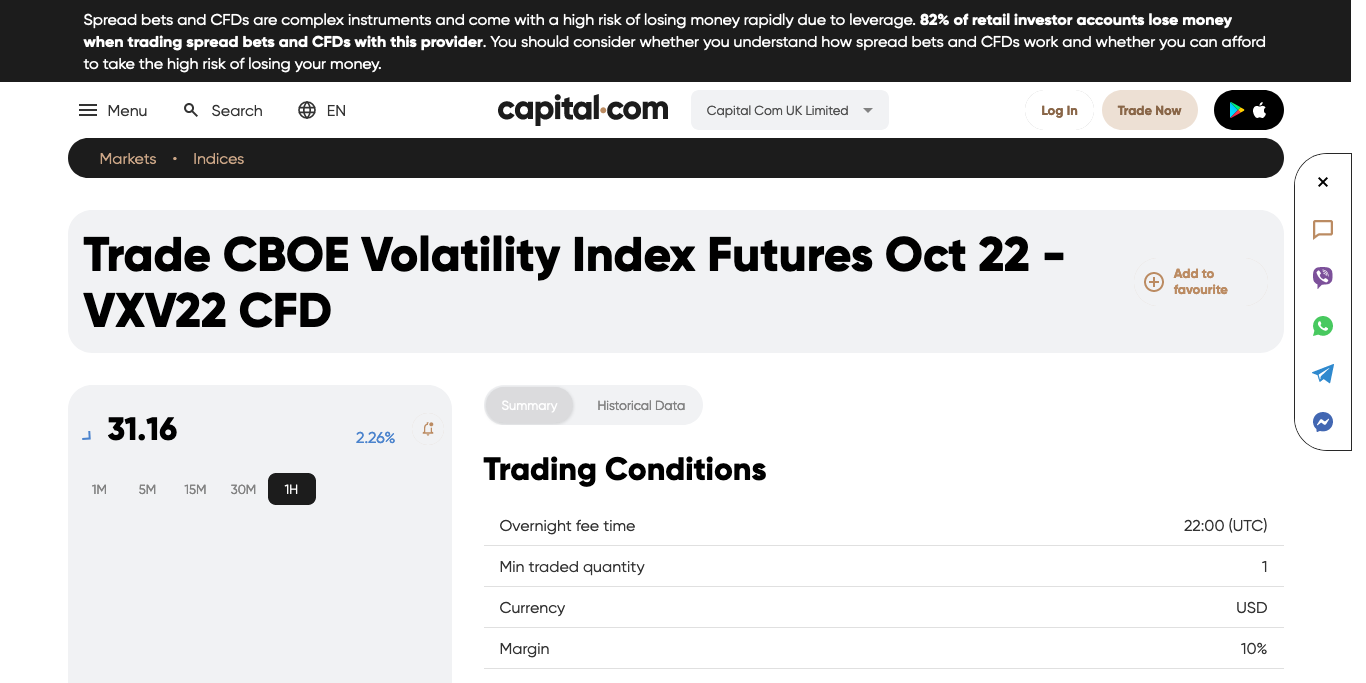 Spread bets and CFDs are complex instruments and come with a high risk of losing money rapidly due to leverage. 82% of retail investor accounts lose money
when trading spread bets and CFDs with this provider. You should consider whether you understand how spread bets and CFDs work and whether you can afford
to take the high risk of losing your money.
Menu Search EN capital.com Capital Com UK Limited Log In Trade Now
Markets • Indices
Trade CBOE Volatility Index Futures Oct 22 -
VXV22 CFD
Add to
favourite
31.16 2.26%
1M 5M 15M 30M 1H
Summary Historical Data
Trading Conditions
Overnight fee time 22:00 (UTC)
Min traded quantity 1
Currency USD
Margin 10%